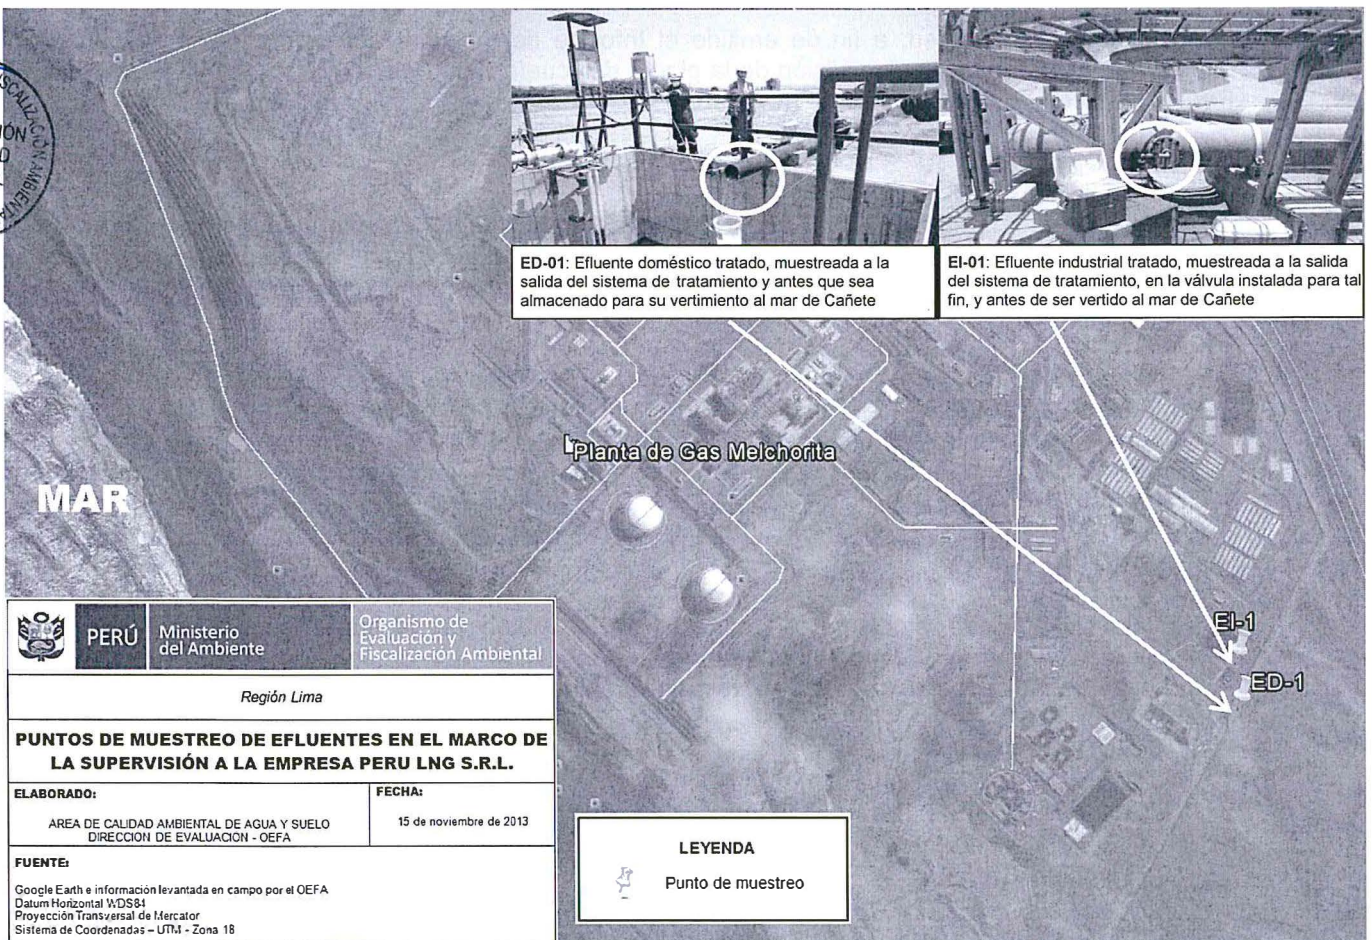 ED-01: Efluente doméstico tratado, muestreada a la
salida del sistema de tratamiento y antes que sea
almacenado para su vertimiento al mar de Cañete
EI-01: Efluente industrial tratado, muestreada a la salida
del sistema de tratamiento, en la válvula instalada para tal
fin, y antes de ser vertido al mar de Cañete
Planta de Gas Melchorita
MAR
EI-1
ED-1
PERÚ
Ministerio
del Ambiente
Organismo de
Evaluación y
Fiscalización Ambiental
Región Lima
PUNTOS DE MUESTREO DE EFLUENTES EN EL MARCO DE
LA SUPERVISIÓN A LA EMPRESA PERU LNG S.R.L.
ELABORADO:
AREA DE CALIDAD AMBIENTAL DE AGUA Y SUELO
DIRECCION DE EVALUACION - OEFA
FECHA:
15 de noviembre de 2013
FUENTE:
Google Earth e información levantada en campo por el OEFA
Datum Horizontal WDS84
Proyección Transversal de Mercator
Sistema de Coordenadas – UTM - Zona 18
LEYENDA
Punto de muestreo